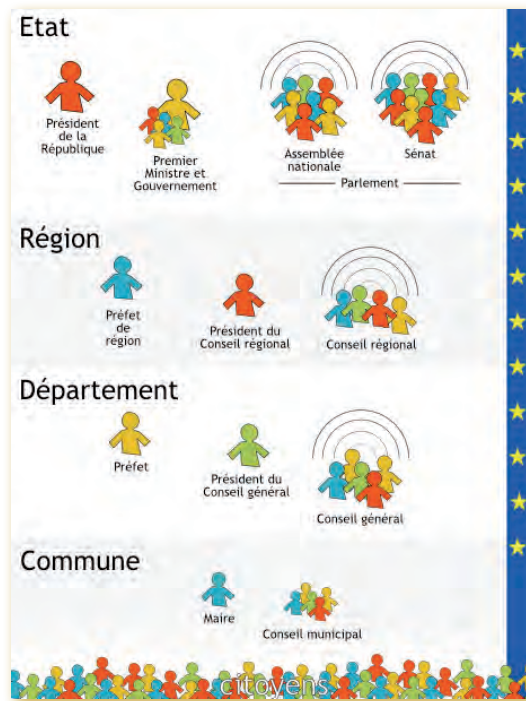 Etat
Président
de la
République
Premier
Ministre et
Gouvernement
Assemblée
nationale
Sénat
Parlement
Région
Préfet
de
région
Président du
Conseil régional
Conseil régional
Département
Préfet
Président du
Conseil général
Conseil général
Commune
Maire
Conseil municipal
citoyens